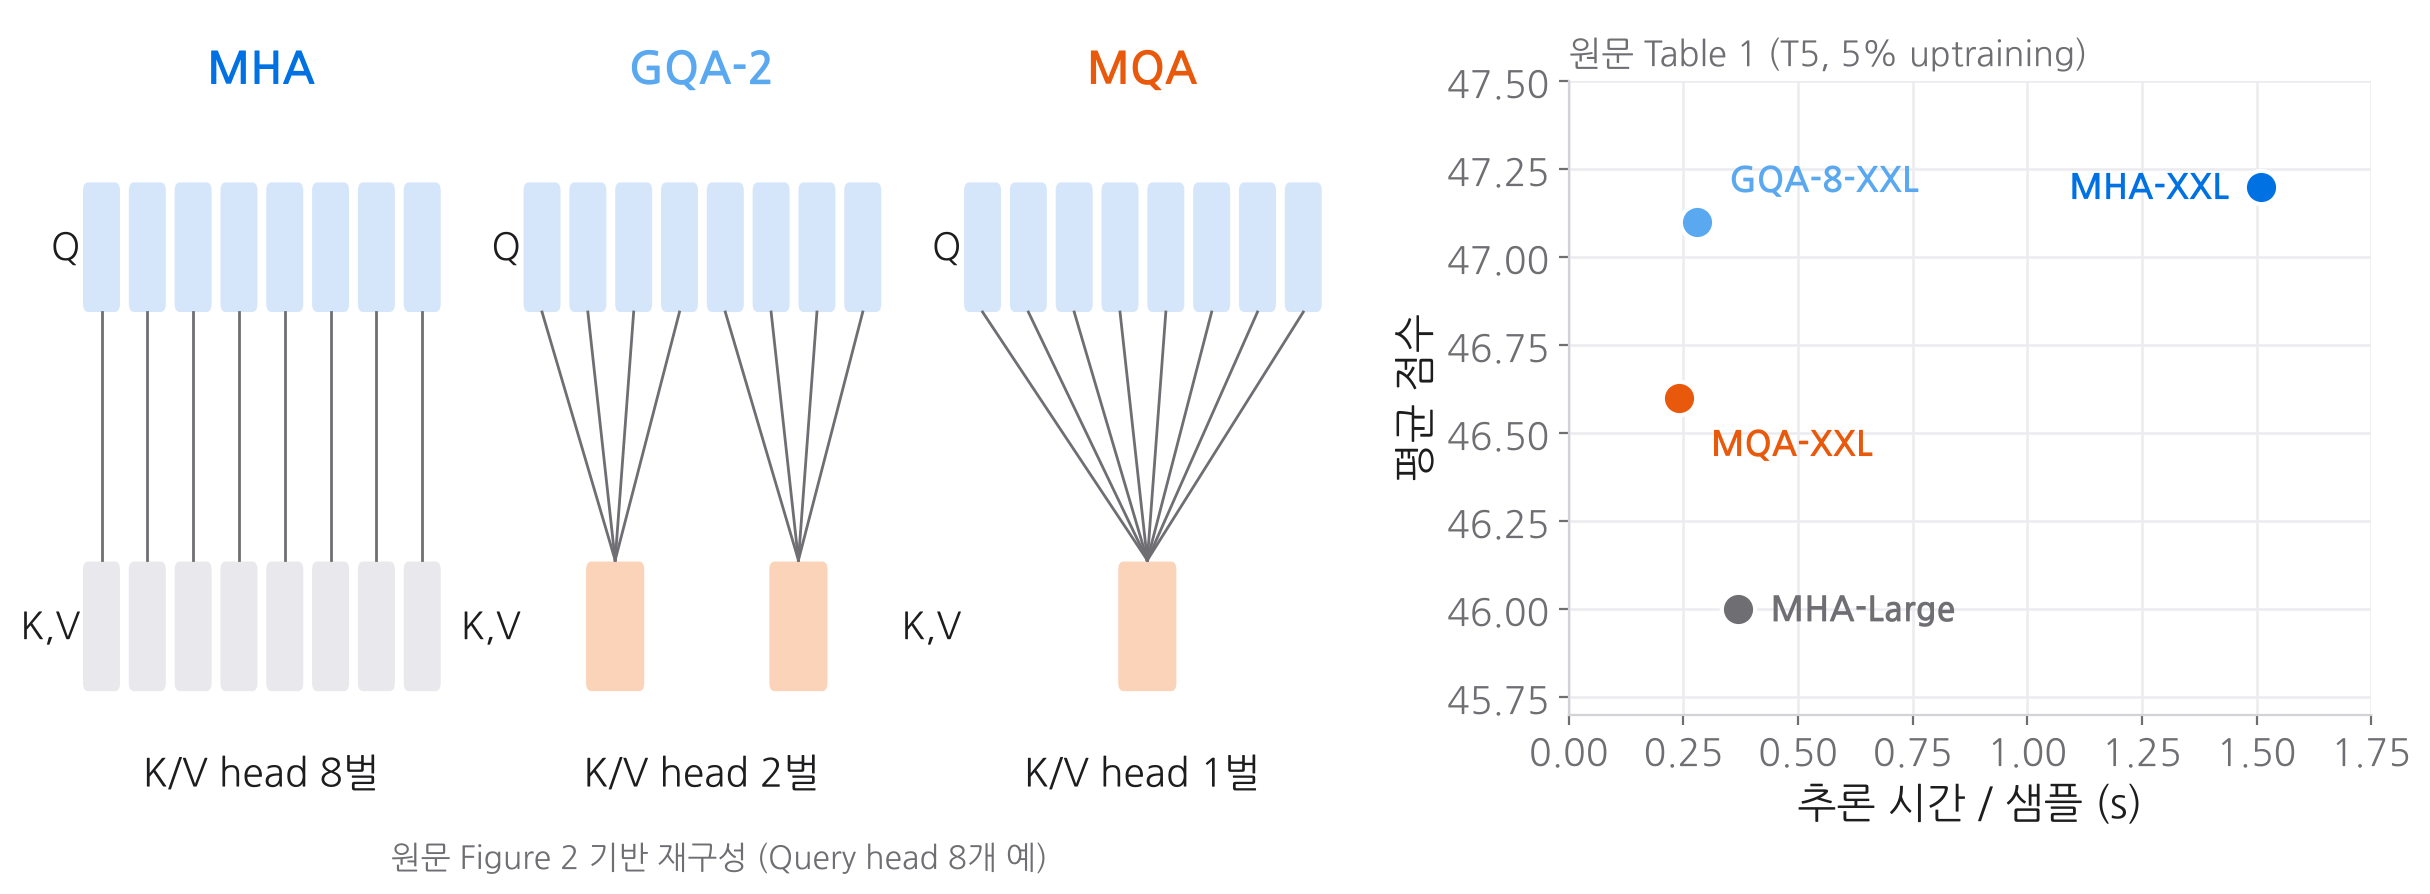 MHA
GQA-2
MQA
Q
Q
Q
K,V
K,V
K,V
K/V head 8벌
K/V head 2벌
K/V head 1벌
원문 Figure 2 기반 재구성 (Query head 8개 예)
원문 Table 1 (T5, 5% uptraining)
47.50
47.25
47.00
46.75
46.50
46.25
46.00
45.75
평균 점수
GQA-8-XXL
MHA-XXL
MQA-XXL
MHA-Large
0.00 0.25 0.50 0.75 1.00 1.25 1.50 1.75
추론 시간 / 샘플 (s)